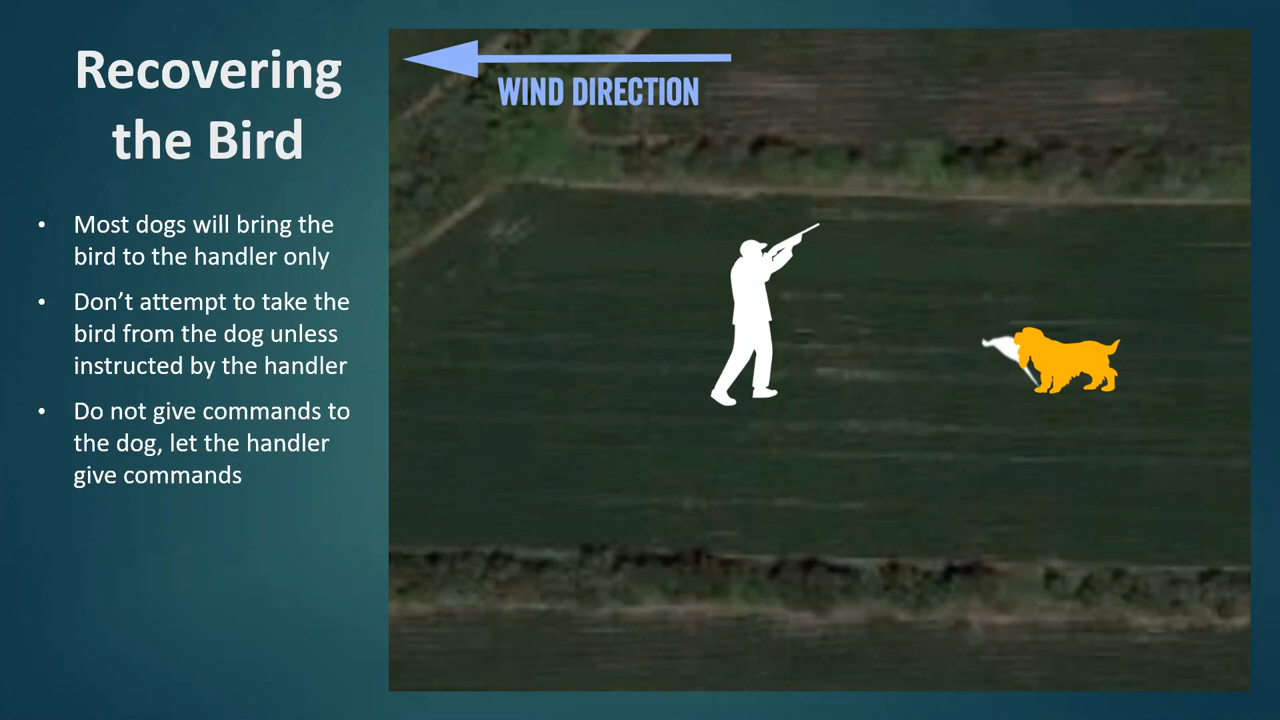 Recovering
the Bird
• Most dogs will bring the
bird to the handler only
• Don’t attempt to take the
bird from the dog unless
instructed by the handler
• Do not give commands to
the dog, let the handler
give commands
WIND DIRECTION